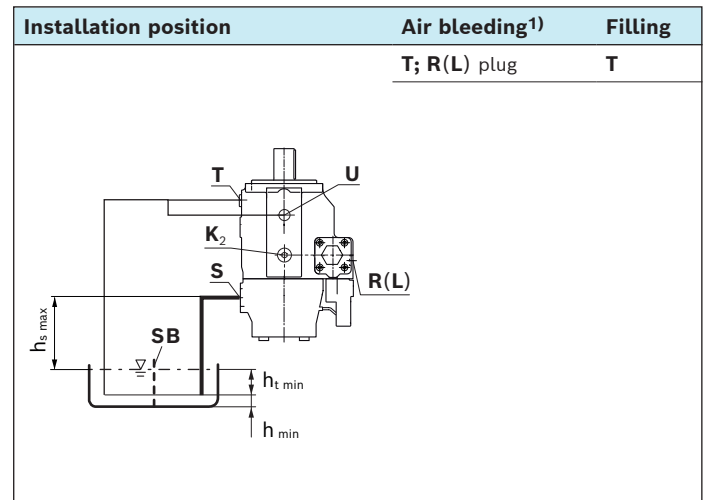 Installation position Air bleeding1) Filling
T; R(L) plug T
T
U
K2
S
R(L)
hs max
SB
ht min
h min